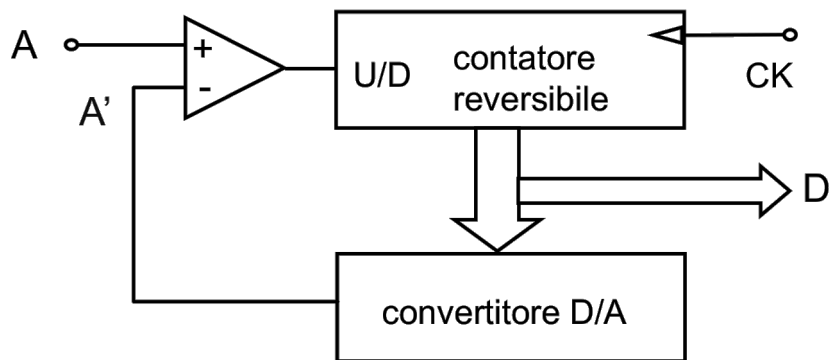 A
+
-
A'
U/D
contatore
reversibile
CK
D
convertitore D/A